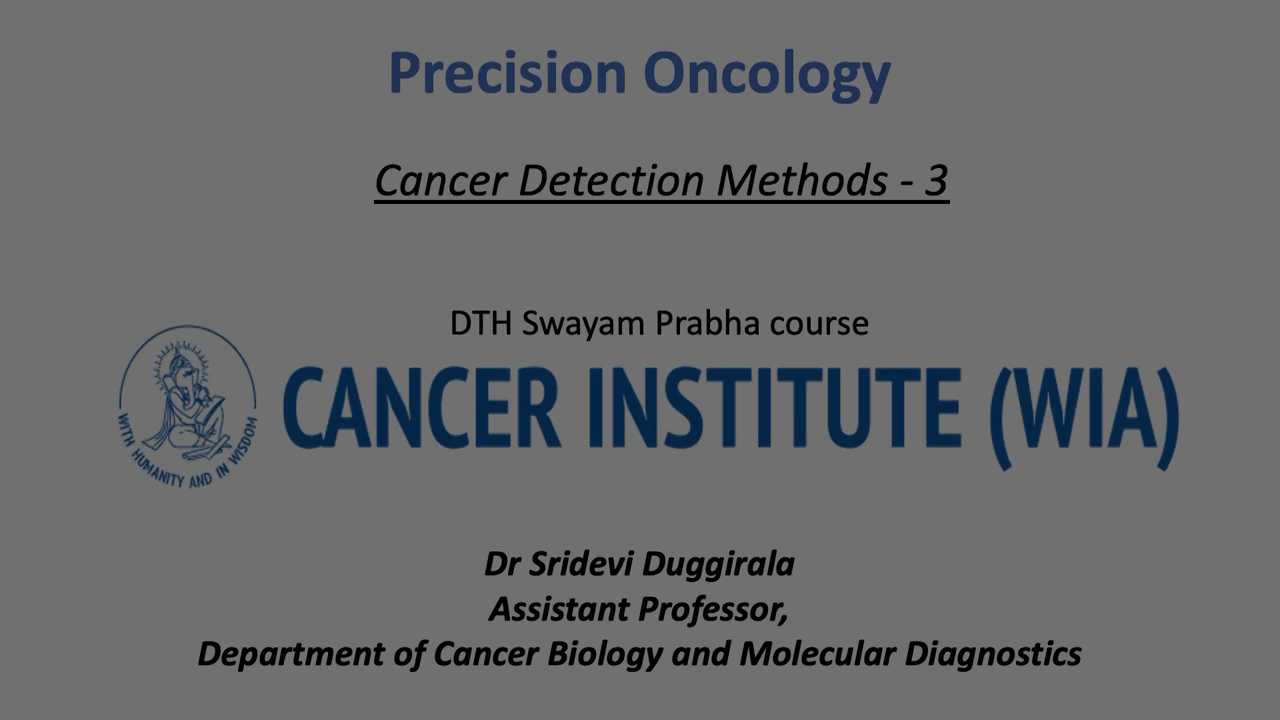 Precision Oncology
Cancer Detection Methods - 3
DTH Swayam Prabha course
CANCER INSTITUTE (WIA)
WITH HUMANITY AND IN WISDOM
Dr Sridevi Duggirala
Assistant Professor,
Department of Cancer Biology and Molecular Diagnostics